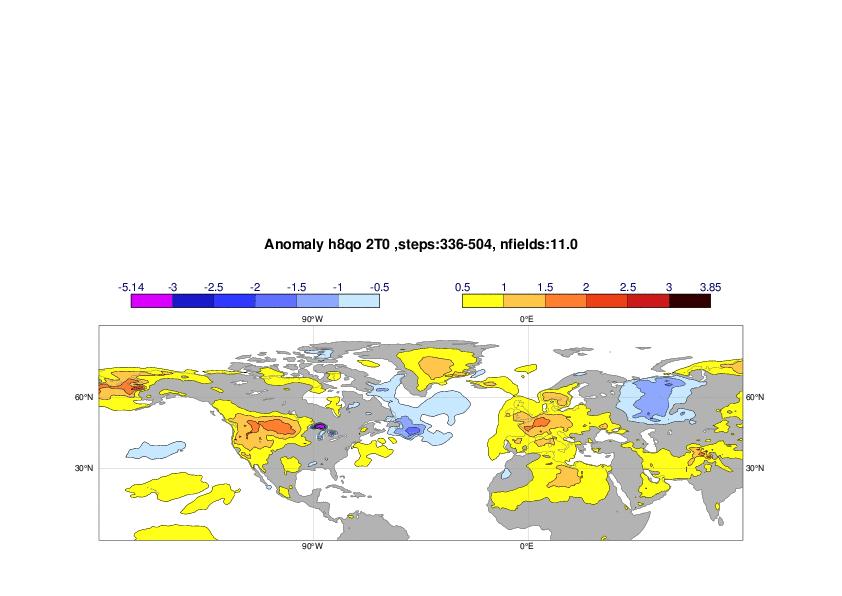 Anomaly h8qo 2T0 ,steps:336-504, nfields:11.0
-5.14 -3 -2.5 -2 -1.5 -1 -0.5 0.5 1 1.5 2 2.5 3 3.85
90°W 0°E
60°N 60°N
30°N 30°N
90°W 0°E